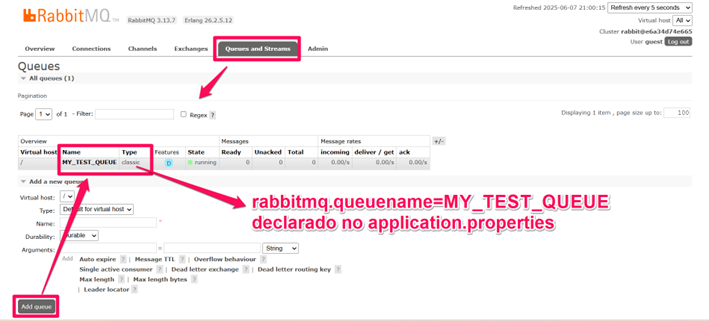 Refreshed 2025-06-07 21:00:15 Refresh every 5 seconds
RabbitMQ TM RabbitMQ 3.13.7 Erlang 26.2.5.12
Virtual host All
Cluster rabbit@e6a34d74e665
User guest Log out
Overview Connections Channels Exchanges Queues and Streams Admin
Queues
All queues (1)
Pagination
Page 1 of 1 - Filter: Regex ?
Displaying 1 item , page size up to: 100
Overview Messages Message rates +/-
Virtual host Name Type Features State Ready Unacked Total incoming deliver / get ack
/ MY_TEST_QUEUE classic D running 0 0 0 0.00/s 0.00/s 0.00/s
Add a new queue
Virtual host: /
Type: Default for virtual host
Name: *
Durability: Durable
Arguments: = String
Add Auto expire ? | Message TTL ? | Overflow behaviour ?
Single active consumer ? | Dead letter exchange ? | Dead letter routing key ?
Max length ? | Max length bytes ?
| Leader locator ?
Add queue
rabbitmq.queuename=MY_TEST_QUEUE
declarado no application.properties